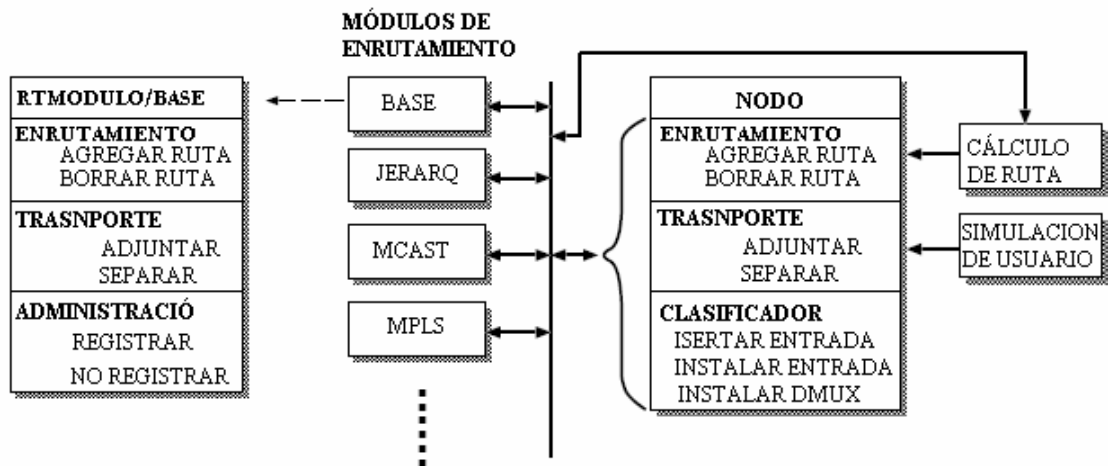 MÓDULOS DE
ENRUTAMIENTO
RTMODULO/BASE
ENRUTAMIENTO
AGREGAR RUTA
BORRAR RUTA
TRASNPORTE
ADJUNTAR
SEPARAR
ADMINISTRACIÓ
REGISTRAR
NO REGISTRAR
BASE
JERARQ
MCAST
MPLS
NODO
ENRUTAMIENTO
AGREGAR RUTA
BORRAR RUTA
TRASNPORTE
ADJUNTAR
SEPARAR
CLASIFICADOR
ISERTAR ENTRADA
INSTALAR ENTRADA
INSTALAR DMUX
CÁLCULO
DE RUTA
SIMULACION
DE USUARIO